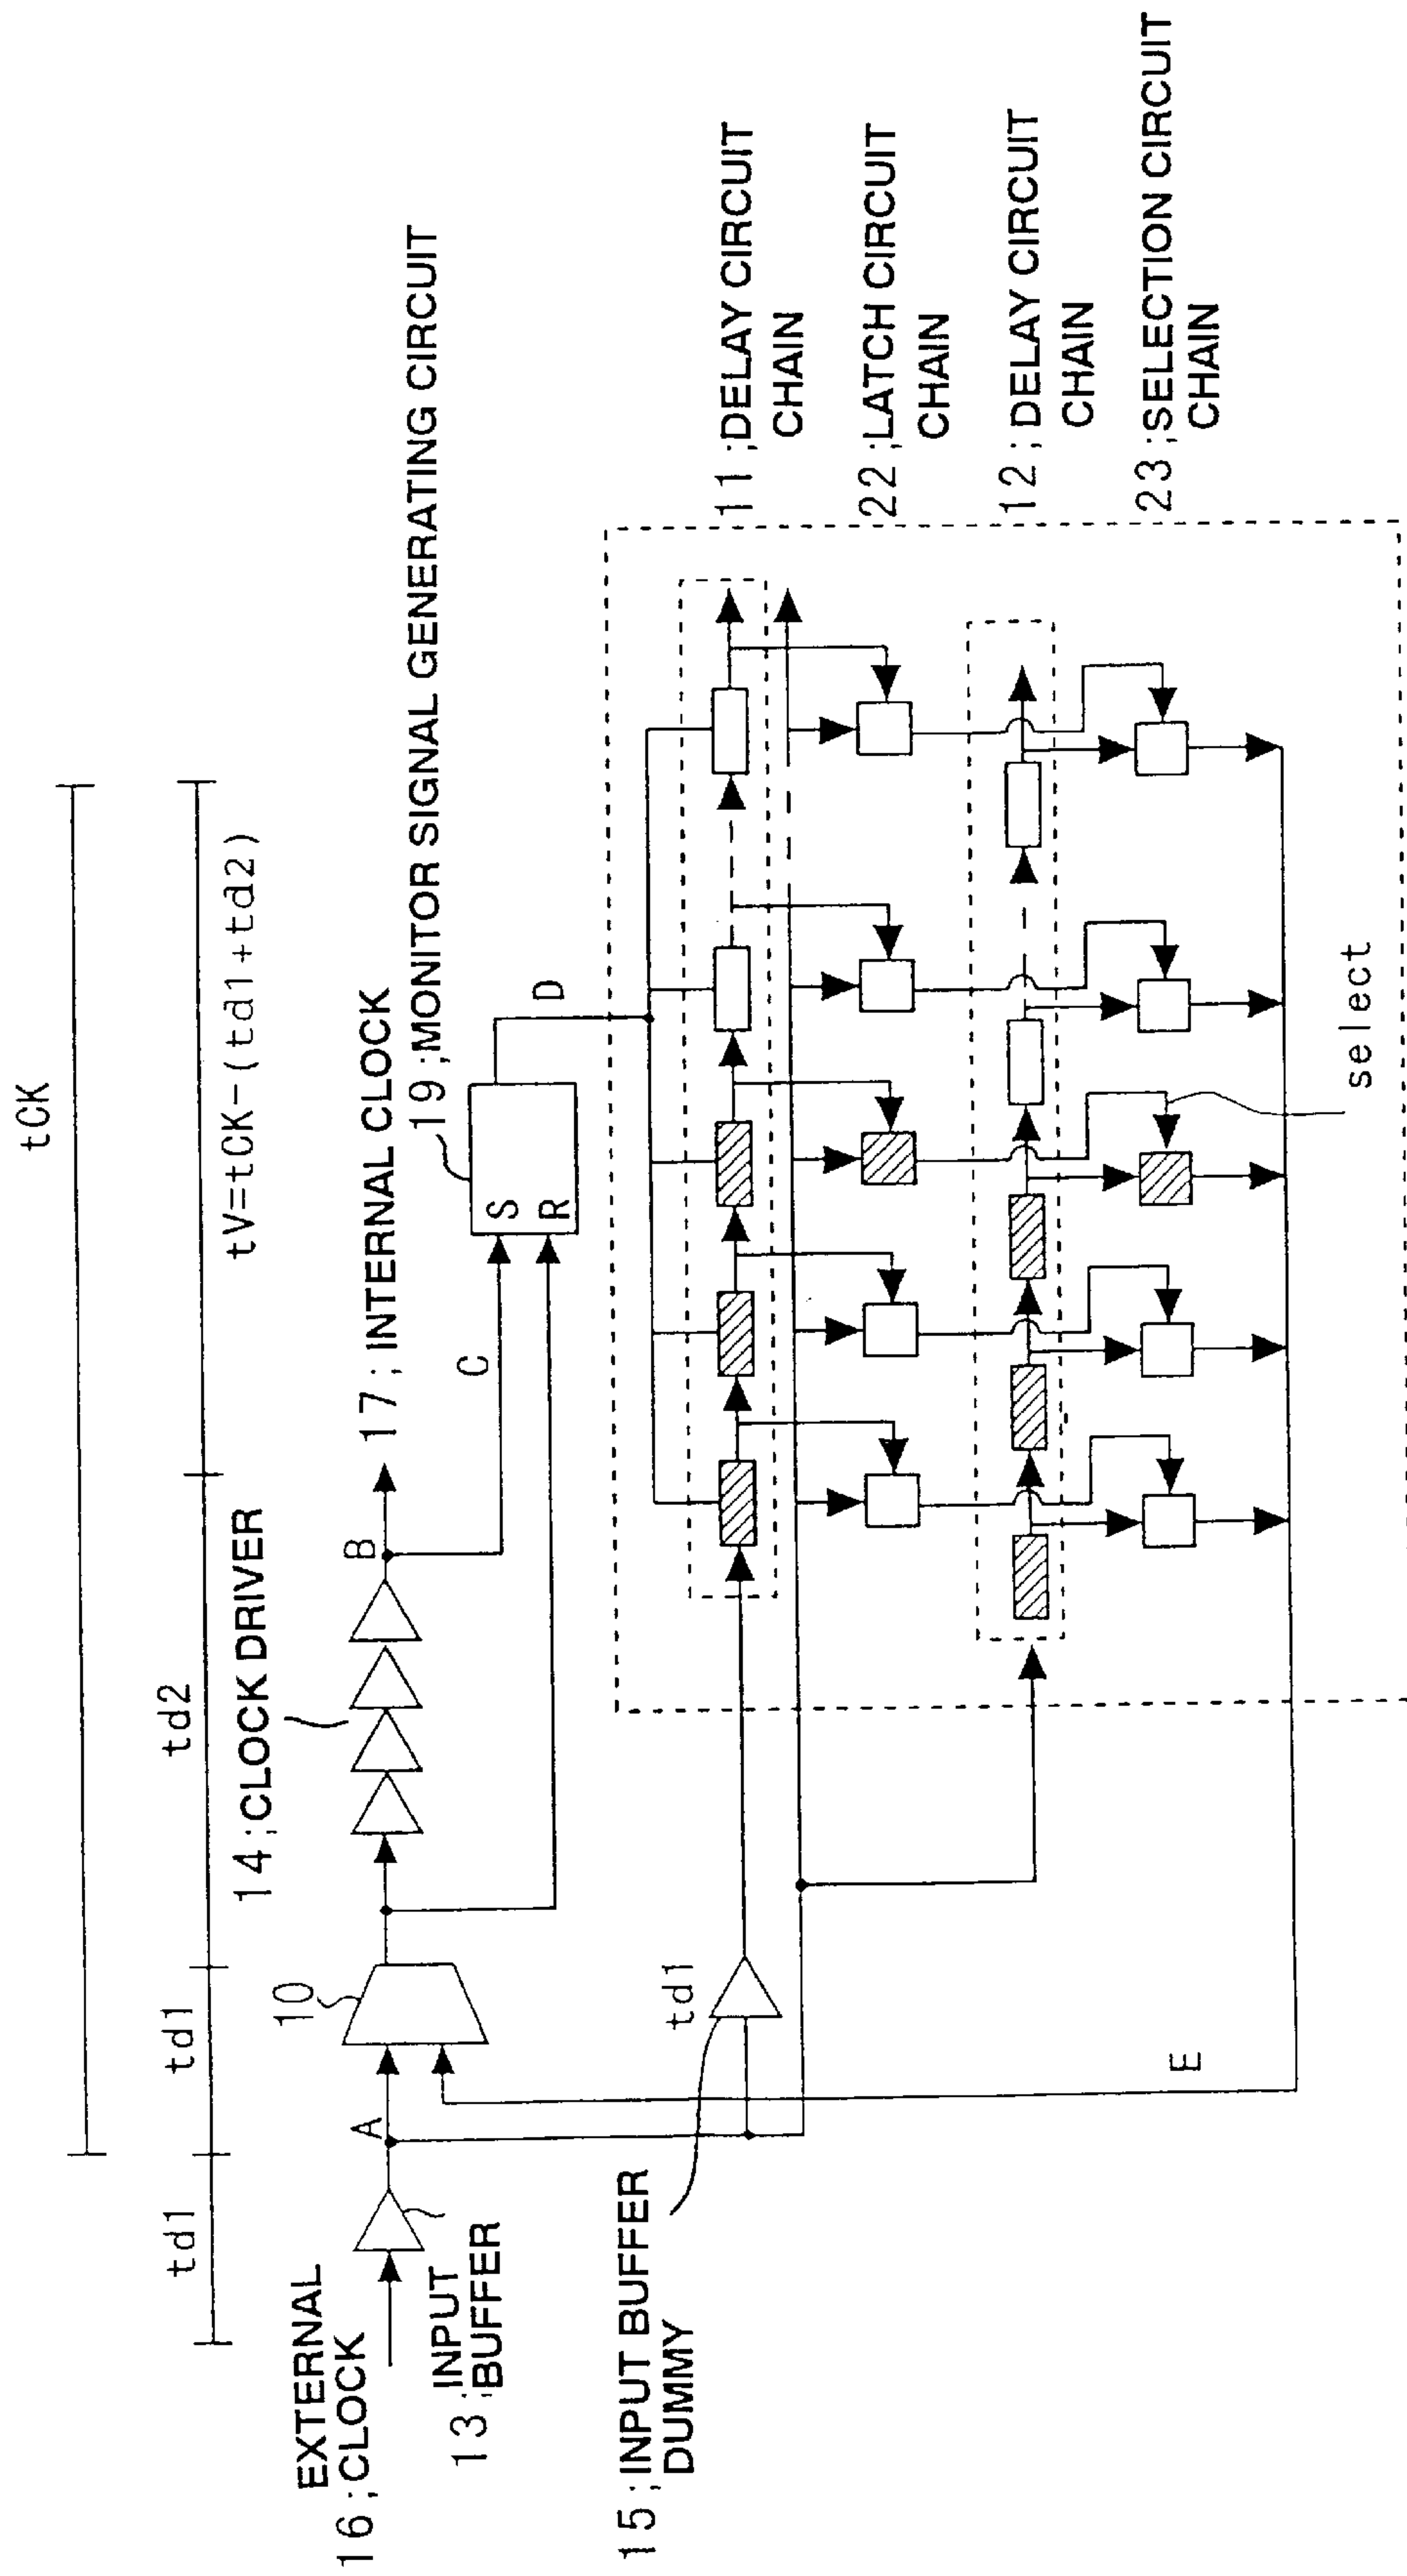 tCK
td1
td1
td2
tV=tCK-(td1+td2)
14 ; CLOCK DRIVER
10
EXTERNAL
16 ; CLOCK
A
B
17 ; INTERNAL CLOCK
13 ; INPUT
BUFFER
C
19 ; MONITOR SIGNAL GENERATING CIRCUIT
S
R
D
15 ; INPUT BUFFER
DUMMY
td1
11 ; DELAY CIRCUIT
CHAIN
22 ; LATCH CIRCUIT
CHAIN
12 ; DELAY CIRCUIT
CHAIN
23 ; SELECTION CIRCUIT
CHAIN
E
select